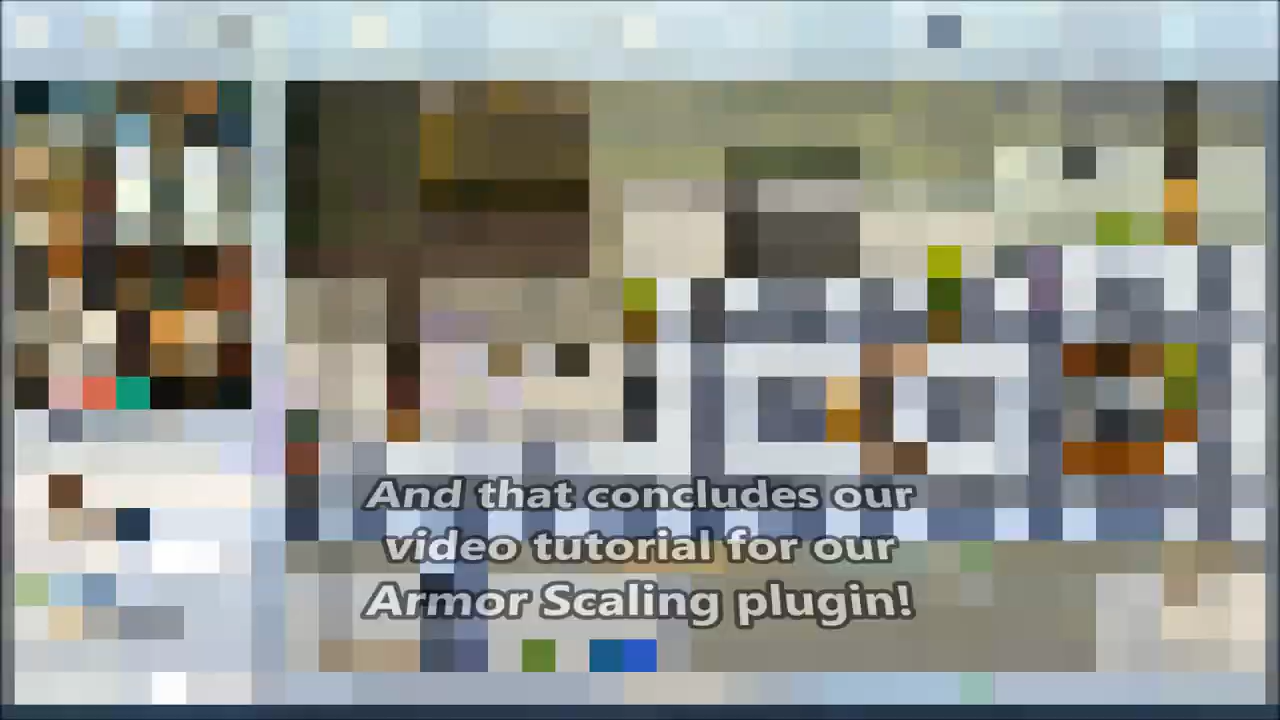 And that concludes our
video tutorial for our
Armor Scaling plugin!